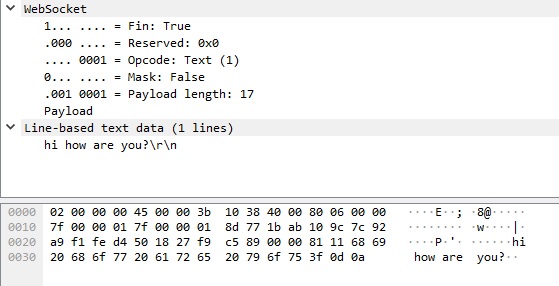 WebSocket
1... .... = Fin: True
.000 .... = Reserved: 0x0
.... 0001 = Opcode: Text (1)
0... .... = Mask: False
.001 0001 = Payload length: 17
Payload
Line-based text data (1 lines)
hi how are you?\r\n
0000 02 00 00 00 45 00 00 3b 10 38 40 00 80 06 00 00 ····E··; ·8@·····
0010 7f 00 00 01 7f 00 00 01 8d 77 1b ab 10 9c 7c 92 ········ ·w····|·
0020 a9 f1 fe d4 50 18 27 f9 c5 89 00 00 81 11 68 69 ····P·'· ······hi
0030 20 68 6f 77 20 61 72 65 20 79 6f 75 3f 0d 0a how are you?··